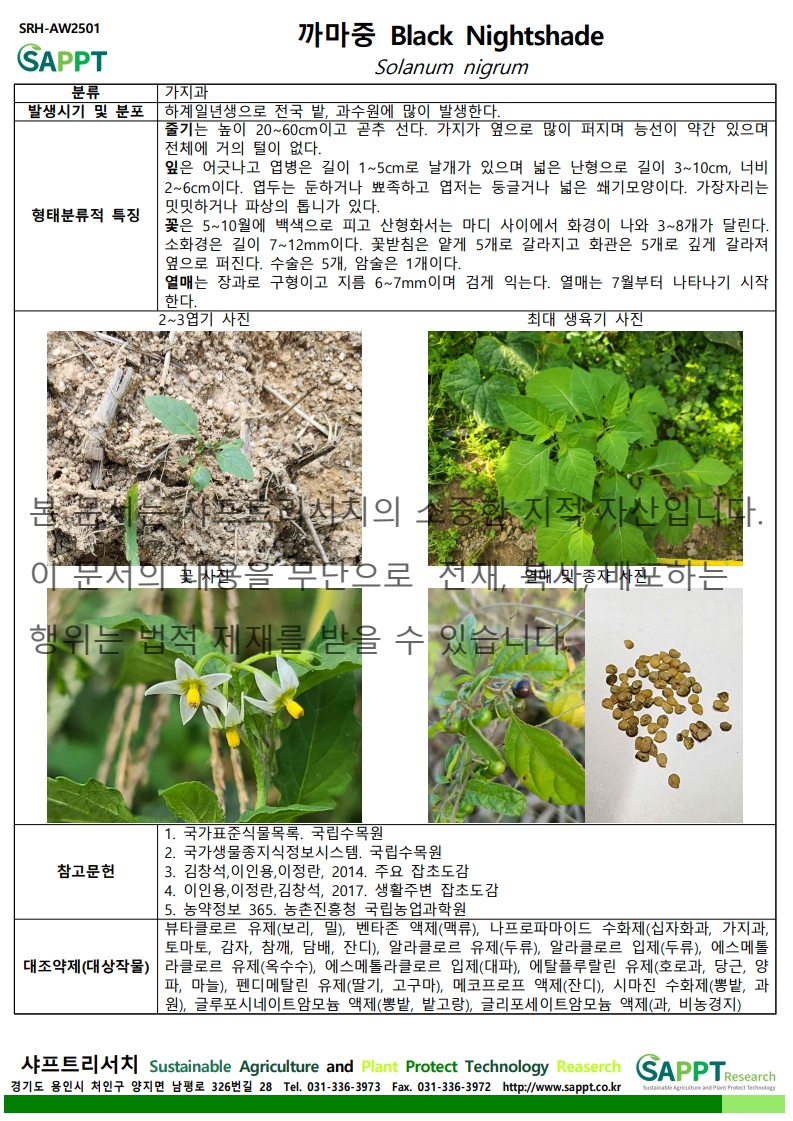 SRH-AW2501
까마중 Black Nightshade
SAPPT
Solanum nigrum
분류
가지과
발생시기 및 분포
하계일년생으로 전국 밭, 과수원에 많이 발생한다.
형태분류적 특징
줄기는 높이 20~60cm이고 곧추 선다. 가지가 옆으로 많이 퍼지며 능선이 약간 있으며
전체에 거의 털이 없다.
잎은 어긋나고 엽병은 길이 1~5cm로 날개가 있으며 넓은 난형으로 길이 3~10cm, 너비
2~6cm이다. 엽두는 둔하거나 뾰족하고 엽저는 둥글거나 넓은 쐐기모양이다. 가장자리는
밋밋하거나 파상의 톱니가 있다.
꽃은 5~10월에 백색으로 피고 산형화서는 마디 사이에서 화경이 나와 3~8개가 달린다.
소화경은 길이 7~12mm이다. 꽃받침은 얕게 5개로 갈라지고 화관은 5개로 깊게 갈라져
옆으로 퍼진다. 수술은 5개, 암술은 1개이다.
열매는 장과로 구형이고 지름 6~7mm이며 검게 익는다. 열매는 7월부터 나타나기 시작
한다.
2~3엽기 사진
최대 생육기 사진
본 문서는 샤프트리서치의 소중한 지적 자산입니다.
이 문서의 내용을 무단으로 전재, 복사, 배포하는
행위는 법적 제재를 받을 수 있습니다.
꽃 사진
열매 및 종자 사진
참고문헌
1. 국가표준식물목록. 국립수목원
2. 국가생물종지식정보시스템. 국립수목원
3. 김창석,이인용,이정란, 2014. 주요 잡초도감
4. 이인용,이정란,김창석, 2017. 생활주변 잡초도감
5. 농약정보 365. 농촌진흥청 국립농업과학원
대조약제(대상작물)
뷰타클로르 유제(보리, 밀), 벤타존 액제(맥류), 나프로파마이드 수화제(십자화과, 가지과,
토마토, 감자, 참깨, 담배, 잔디), 알라클로르 유제(두류), 알라클로르 입제(두류), 에스메톨
라클로르 유제(옥수수), 에스메톨라클로르 입제(대파), 에탈플루랄린 유제(호로과, 당근, 양
파, 마늘), 펜디메탈린 유제(딸기, 고구마), 메코프로프 액제(잔디), 시마진 수화제(뽕밭, 과
원), 글루포시네이트암모늄 액제(뽕밭, 밭고랑), 글리포세이트암모늄 액제(과, 비농경지)
샤프트리서치 Sustainable Agriculture and Plant Protect Technology Reaserch
경기도 용인시 처인구 양지면 남평로 326번길 28 Tel. 031-336-3973 Fax. 031-336-3972 http://www.sappt.co.kr
SAPPT Research
Sustainable Agriculture and Plant Protect Technology